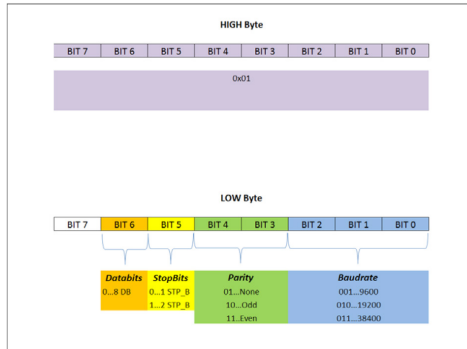 HIGH Byte
BIT 7 BIT 6 BIT 5 BIT 4 BIT 3 BIT 2 BIT 1 BIT 0
0x01
LOW Byte
BIT 7 BIT 6 BIT 5 BIT 4 BIT 3 BIT 2 BIT 1 BIT 0
Databits StopBits Parity Baudrate
0...8 DB 0...1 STP_B 01...None 001...9600
1...2 STP_B 10...Odd 010...19200
11...Even 011...38400